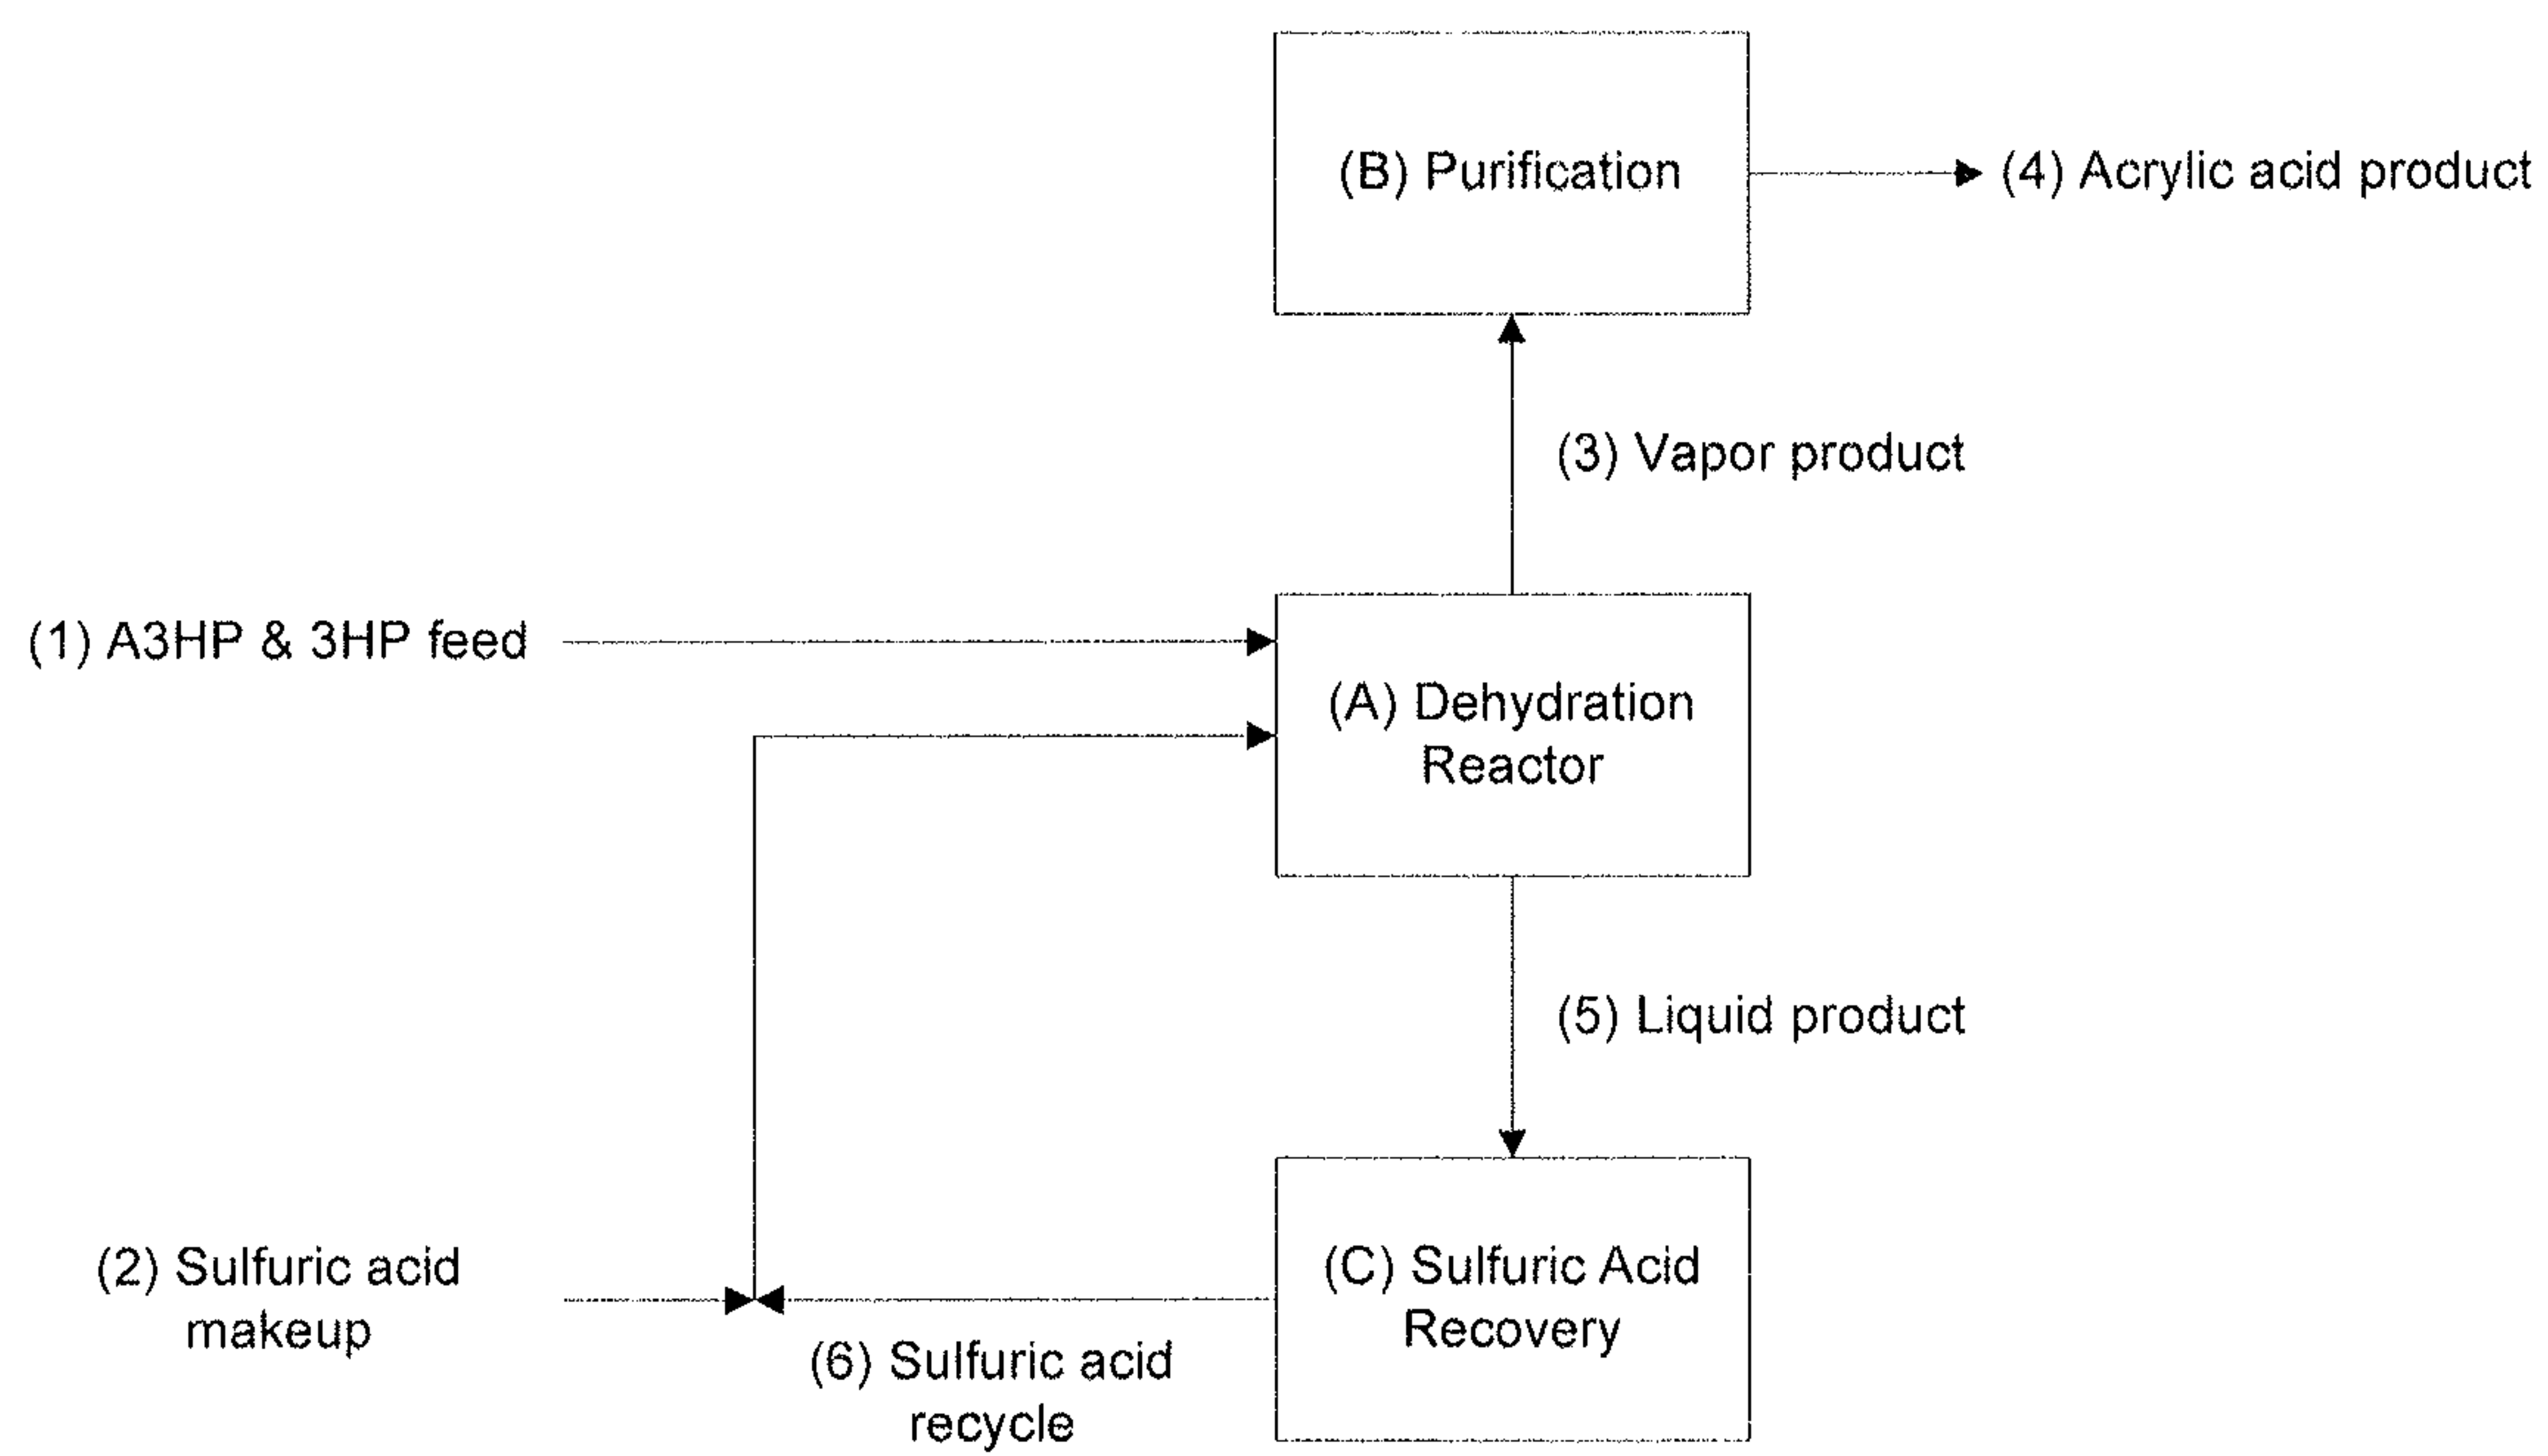 (B) Purification
(4) Acrylic acid product
(3) Vapor product
(1) A3HP & 3HP feed
(A) Dehydration
Reactor
(5) Liquid product
(2) Sulfuric acid
makeup
(C) Sulfuric Acid
Recovery
(6) Sulfuric acid
recycle